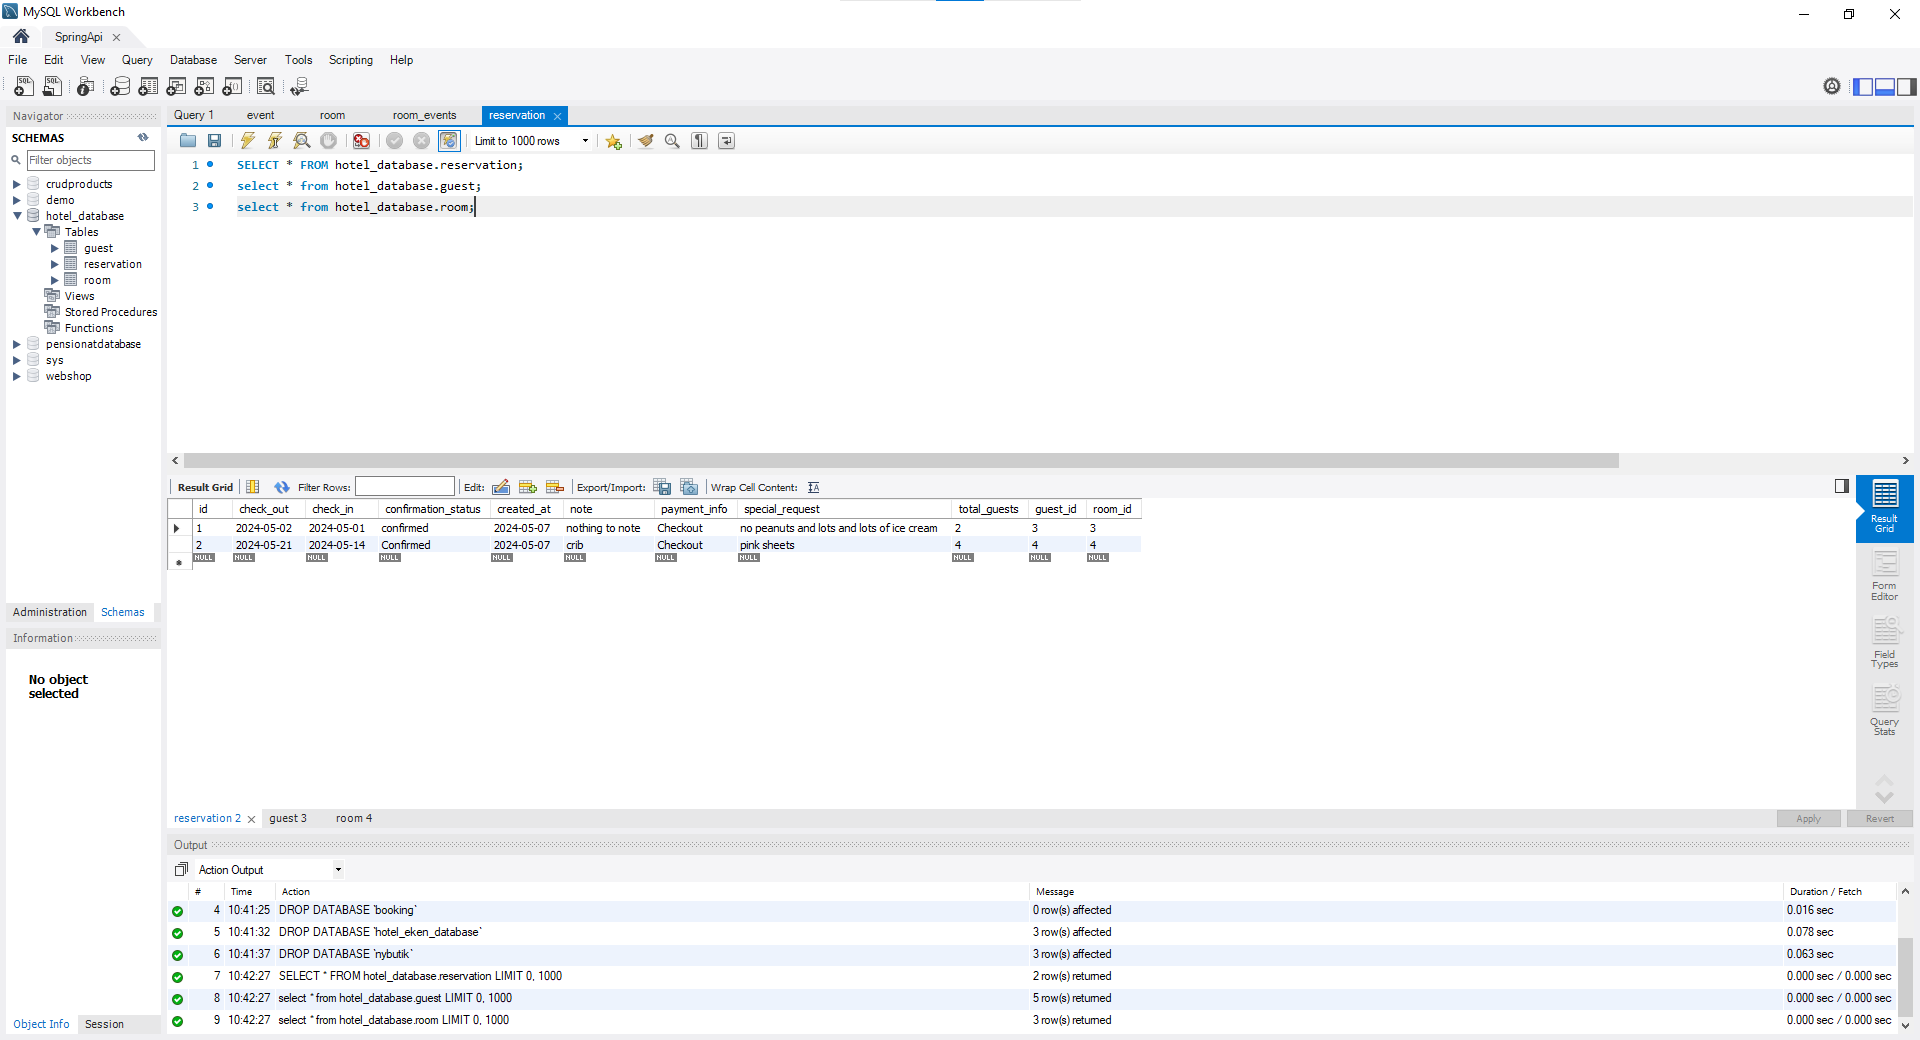 MySQL Workbench
SpringApi
File Edit View Query Database Server Tools Scripting Help
Navigator
SCHEMAS
Filter objects
crudproducts
demo
hotel_database
Tables
guest
reservation
room
Views
Stored Procedures
Functions
pensionatdatabase
sys
webshop
Administration Schemas
Information
No object
selected
Object Info Session
Query 1 event room room_events reservation
Limit to 1000 rows
1 SELECT * FROM hotel_database.reservation;
2 select * from hotel_database.guest;
3 select * from hotel_database.room;
Result Grid Filter Rows: Edit: Export/Import: Wrap Cell Content:
id check_out check_in confirmation_status created_at note payment_info special_request total_guests guest_id room_id
1 2024-05-02 2024-05-01 confirmed 2024-05-07 nothing to note Checkout no peanuts and lots and lots of ice cream 2 3 3
2 2024-05-21 2024-05-14 Confirmed 2024-05-07 crib Checkout pink sheets 4 4 4
NULL NULL NULL NULL NULL NULL NULL NULL NULL NULL NULL
Result
Grid
Form
Editor
Field
Types
Query
Stats
reservation 2 guest 3 room 4
Apply Revert
Output
Action Output
# Time Action Message Duration / Fetch
4 10:41:25 DROP DATABASE `booking` 0 row(s) affected 0.016 sec
5 10:41:32 DROP DATABASE `hotel_eken_database` 3 row(s) affected 0.078 sec
6 10:41:37 DROP DATABASE `nybutik` 3 row(s) affected 0.063 sec
7 10:42:27 SELECT * FROM hotel_database.reservation LIMIT 0, 1000 2 row(s) returned 0.000 sec / 0.000 sec
8 10:42:27 select * from hotel_database.guest LIMIT 0, 1000 5 row(s) returned 0.000 sec / 0.000 sec
9 10:42:27 select * from hotel_database.room LIMIT 0, 1000 3 row(s) returned 0.000 sec / 0.000 sec